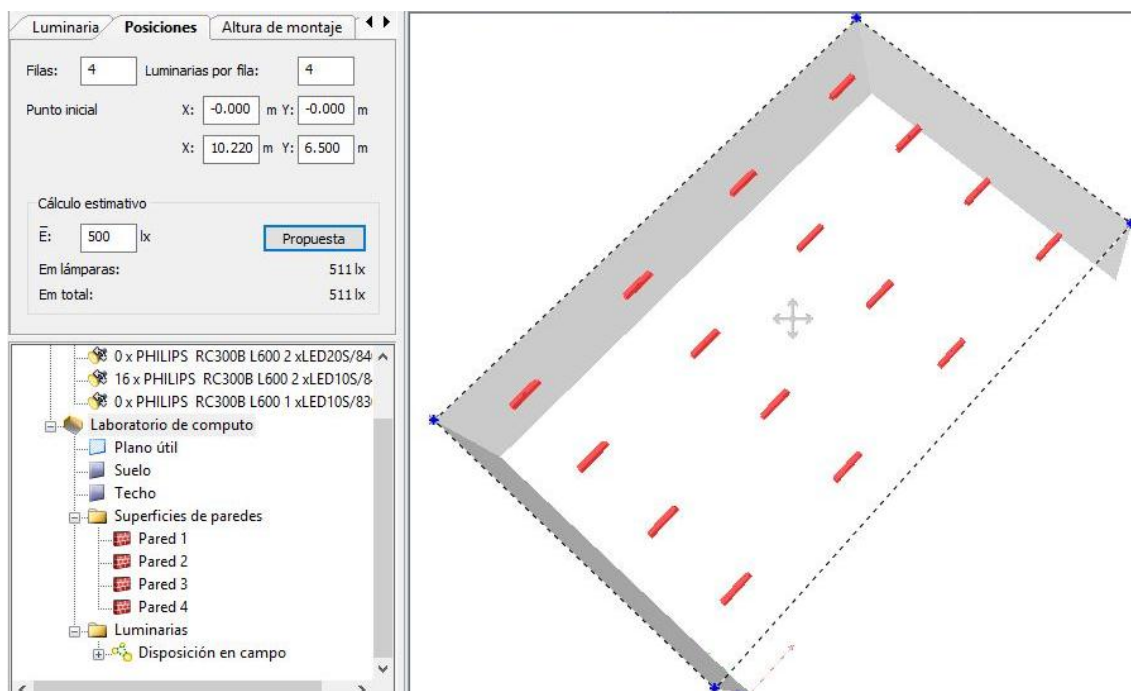 Luminaria Posiciones Altura de montaje
Filas: 4 Luminarias por fila: 4
Punto inicial X: -0.000 m Y: -0.000 m
X: 10.220 m Y: 6.500 m
Cálculo estimativo
E: 500 lx Propuesta
Em lámparas: 511 lx
Em total: 511 lx
0 x PHILIPS RC300B L600 2 xLED20S/84
16 x PHILIPS RC300B L600 2 xLED10S/8
0 x PHILIPS RC300B L600 1 xLED10S/83
Laboratorio de computo
Plano útil
Suelo
Techo
Superficies de paredes
Pared 1
Pared 2
Pared 3
Pared 4
Luminarias
Disposición en campo